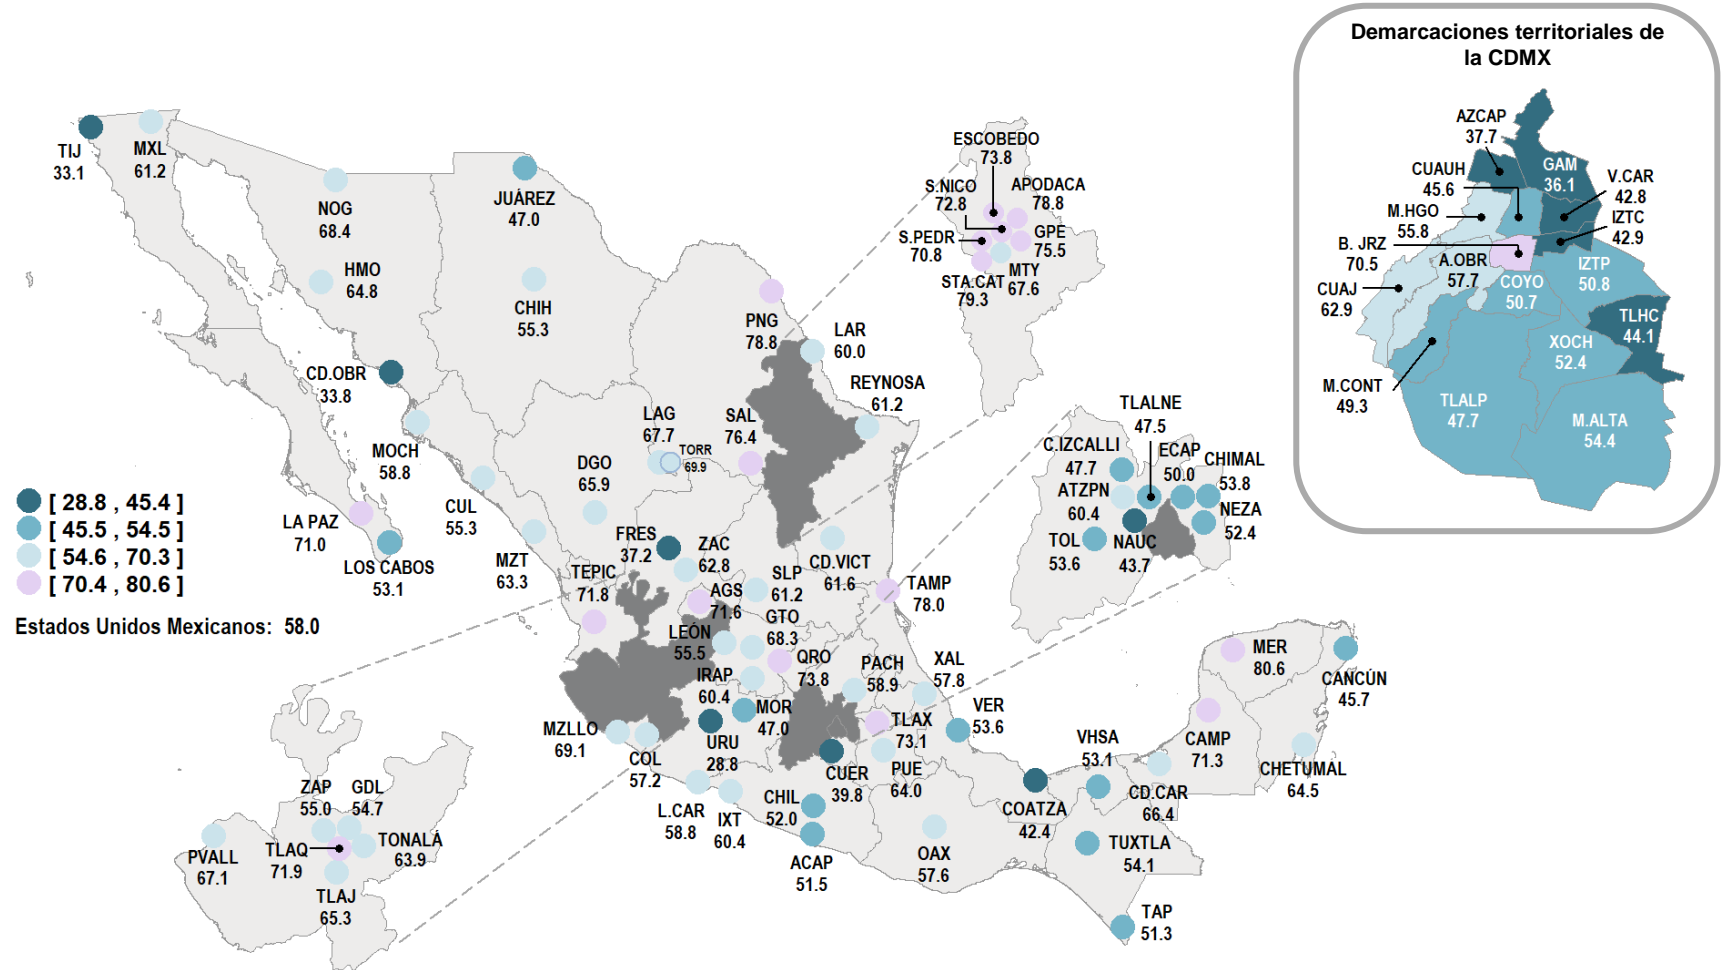 Demarcaciones territoriales de
la CDMX
AZCAP
37.7
GAM
36.1
CUAUH
45.6
V.CAR
42.8
M.HGO
55.8
IZTC
42.9
B. JRZ
70.5
A.OBR
57.7
IZTP
50.8
CUAJ
62.9
COYO
50.7
TLHC
44.1
XOCH
52.4
M.CONT
49.3
TLALP
47.7
M.ALTA
54.4
TIJ
33.1
MXL
61.2
NOG
68.4
JUÁREZ
47.0
HMO
64.8
CHIH
55.3
CD.OBR
33.8
MOCH
58.8
ESCOBEDO
73.8
S.NICO
72.8
APODACA
78.8
S.PEDR
70.8
GPE
75.5
STA.CAT
79.3
MTY
67.6
PNG
78.8
LAR
60.0
REYNOSA
61.2
LAG
67.7
TORR
69.9
SAL
76.4
DGO
65.9
CUL
55.3
LA PAZ
71.0
LOS CABOS
53.1
MZT
63.3
[ 28.8 , 45.4 ]
[ 45.5 , 54.5 ]
[ 54.6 , 70.3 ]
[ 70.4 , 80.6 ]
Estados Unidos Mexicanos: 58.0
TLALNE
47.5
C.IZCALLI
47.7
ECAP
50.0
CHIMAL
53.8
ATZPN
60.4
NEZA
52.4
TOL
53.6
NAUC
43.7
FRES
37.2
ZAC
62.8
TEPIC
71.8
AGS
71.6
SLP
61.2
CD.VICT
61.6
TAMP
78.0
GTO
68.3
LEÓN
55.5
IRAP
60.4
QRO
73.8
PACH
58.9
XAL
57.8
MOR
47.0
MZLLO
69.1
COL
57.2
URU
28.8
TLAX
73.1
VER
53.6
CUER
39.8
PUE
64.0
L.CAR
58.8
IXT
60.4
CHIL
52.0
ACAP
51.5
OAX
57.6
COATZA
42.4
VHSA
53.1
CD.CAR
66.4
CAMP
71.3
MER
80.6
CANCÚN
45.7
CHETUMAL
64.5
TUXTLA
54.1
TAP
51.3
ZAP
55.0
GDL
54.7
PVALL
67.1
TLAQ
71.9
TONALÁ
63.9
TLAJ
65.3